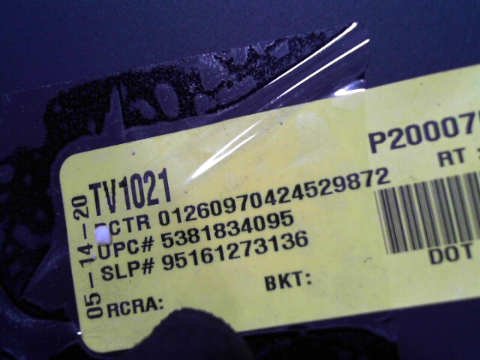 05-14-20
TV1021
CTR 01260970424529872
UPC# 5381834095
SLP# 95161273136
RCRA:
BKT:
P20007
RT
DOT